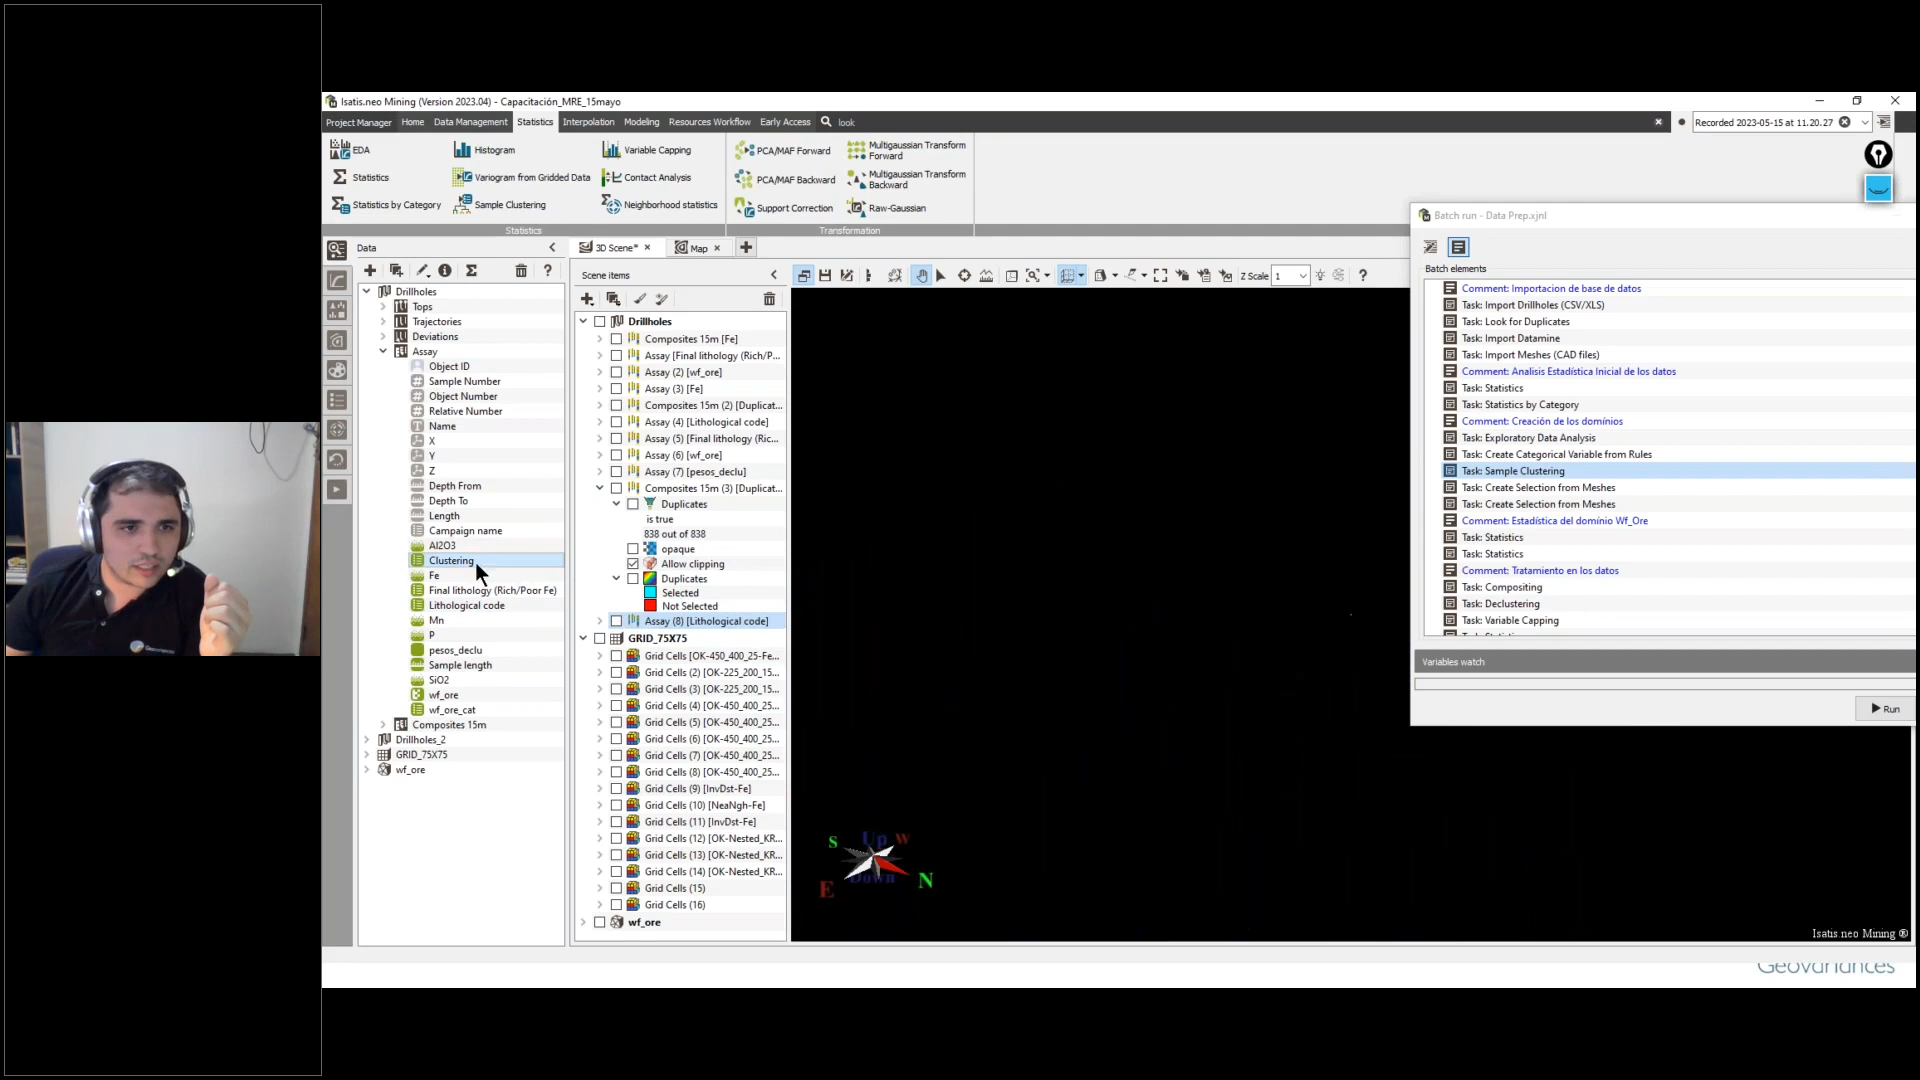 Isatis.neo Mining (Version 2023.04) - Capacitación_MRE_15mayo
Project Manager Home Data Management Statistics Interpolation Modeling Resources Workflow Early Access look
Recorded 2023-05-15 at 11.20.27
EDA Histogram Variable Capping PCA/MAF Forward Multigaussian Transform Forward
Statistics Variogram from Gridded Data Contact Analysis PCA/MAF Backward Multigaussian Transform Backward
Statistics by Category Sample Clustering Neighborhood statistics Support Correction Raw-Gaussian
Statistics Transformation
Data
3D Scene* Map
Scene items
Z Scale 1
Drillholes
Tops
Trajectories
Deviations
Assay
Object ID
Sample Number
Object Number
Relative Number
Name
X
Y
Z
Depth From
Depth To
Length
Campaign name
Al2O3
Clustering
Fe
Final lithology (Rich/Poor Fe)
Lithological code
Mn
P
pesos_declu
Sample length
SiO2
wf_ore
wf_ore_cat
Composites 15m
Drillholes_2
GRID_75X75
wf_ore
Drillholes
Composites 15m [Fe]
Assay [Final lithology (Rich/P...
Assay (2) [wf_ore]
Assay (3) [Fe]
Composites 15m (2) [Duplicat...
Assay (4) [Lithological code]
Assay (5) [Final lithology (Ric...
Assay (6) [wf_ore]
Assay (7) [pesos_declu]
Composites 15m (3) [Duplicat...
Duplicates
is true
838 out of 838
opaque
Allow clipping
Duplicates
Selected
Not Selected
Assay (8) [Lithological code]
GRID_75X75
Grid Cells [OK-450_400_25-Fe...
Grid Cells (2) [OK-225_200_15...
Grid Cells (3) [OK-225_200_15...
Grid Cells (4) [OK-450_400_25...
Grid Cells (5) [OK-450_400_25...
Grid Cells (6) [OK-450_400_25...
Grid Cells (7) [OK-450_400_25...
Grid Cells (8) [OK-450_400_25...
Grid Cells (9) [InvDst-Fe]
Grid Cells (10) [NeaNgh-Fe]
Grid Cells (11) [InvDst-Fe]
Grid Cells (12) [OK-Nested_KR...
Grid Cells (13) [OK-Nested_KR...
Grid Cells (14) [OK-Nested_KR...
Grid Cells (15)
Grid Cells (16)
wf_ore
S Up W
E Down N
Isatis.neo Mining ®
Geovariances
Batch run - Data Prep.xjnl
Batch elements
Comment: Importacion de base de datos
Task: Import Drillholes (CSV/XLS)
Task: Look for Duplicates
Task: Import Datamine
Task: Import Meshes (CAD files)
Comment: Analisis Estadística Inicial de los datos
Task: Statistics
Task: Statistics by Category
Comment: Creación de los domínios
Task: Exploratory Data Analysis
Task: Create Categorical Variable from Rules
Task: Sample Clustering
Task: Create Selection from Meshes
Task: Create Selection from Meshes
Comment: Estadística del domínio Wf_Ore
Task: Statistics
Task: Statistics
Comment: Tratamiento en los datos
Task: Compositing
Task: Declustering
Task: Variable Capping
Variables watch
Run